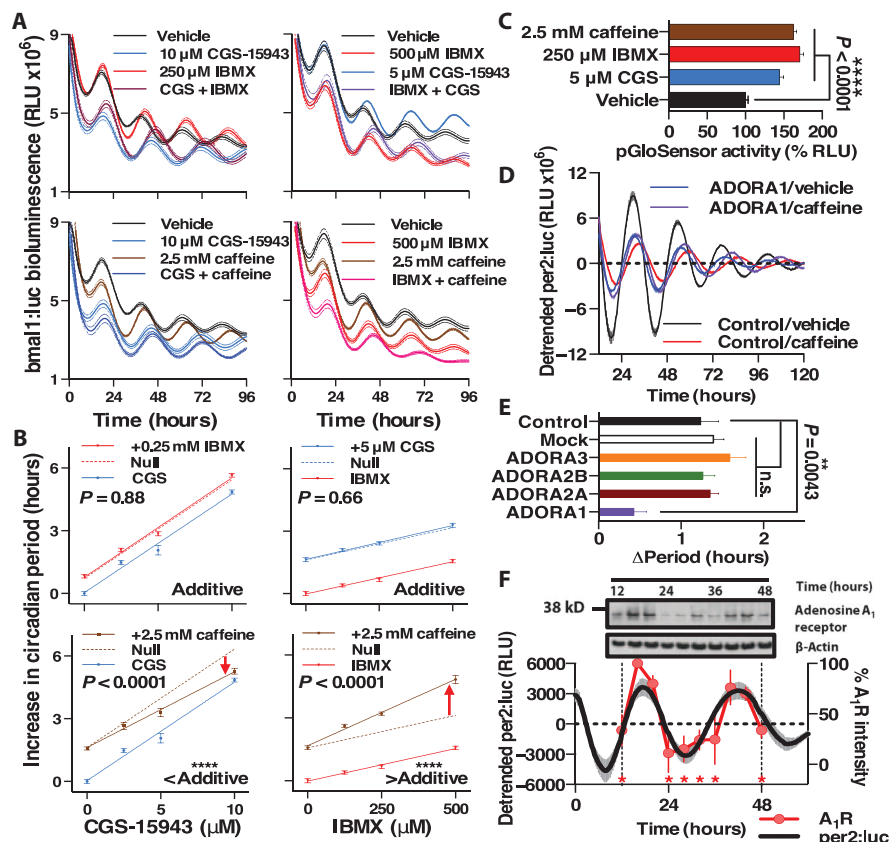 A
bmal1:luc bioluminescence (RLU x10⁶)
9
5
1
Vehicle
10 µM CGS-15943
250 µM IBMX
CGS + IBMX
Vehicle
500 µM IBMX
5 µM CGS-15943
IBMX + CGS
9
5
1
Vehicle
10 µM CGS-15943
2.5 mM caffeine
CGS + caffeine
Vehicle
500 µM IBMX
2.5 mM caffeine
IBMX + caffeine
0 24 48 72 96
0 24 48 72 96
Time (hours)
Time (hours)
B
Increase in circadian period (hours)
6
3
0
+0.25 mM IBMX
Null
CGS
P = 0.88
Additive
+5 µM CGS
Null
IBMX
P = 0.66
Additive
6
3
0
+2.5 mM caffeine
Null
CGS
P < 0.0001
****
<Additive
+2.5 mM caffeine
Null
IBMX
P < 0.0001
****
>Additive
0 5 10
0 250 500
CGS-15943 (µM)
IBMX (µM)
C
2.5 mM caffeine
250 µM IBMX
5 µM CGS
Vehicle
****
P < 0.0001
0 50 100 150 200
pGloSensor activity (% RLU)
D
Detrended per2:luc (RLU x10⁶)
12
6
0
-6
-12
ADORA1/vehicle
ADORA1/caffeine
Control/vehicle
Control/caffeine
24 48 72 96 120
Time (hours)
E
Control
Mock
ADORA3
ADORA2B
ADORA2A
ADORA1
n.s.
**
P = 0.0043
0 1 2
ΔPeriod (hours)
F
12 24 36 48
Time (hours)
38 kD
Adenosine A₁
receptor
β-Actin
Detrended per2:luc (RLU)
6000
3000
0
-3000
-6000
100
50
0
% A₁R intensity
* * * * * *
0 24 48
Time (hours)
A₁R
per2:luc